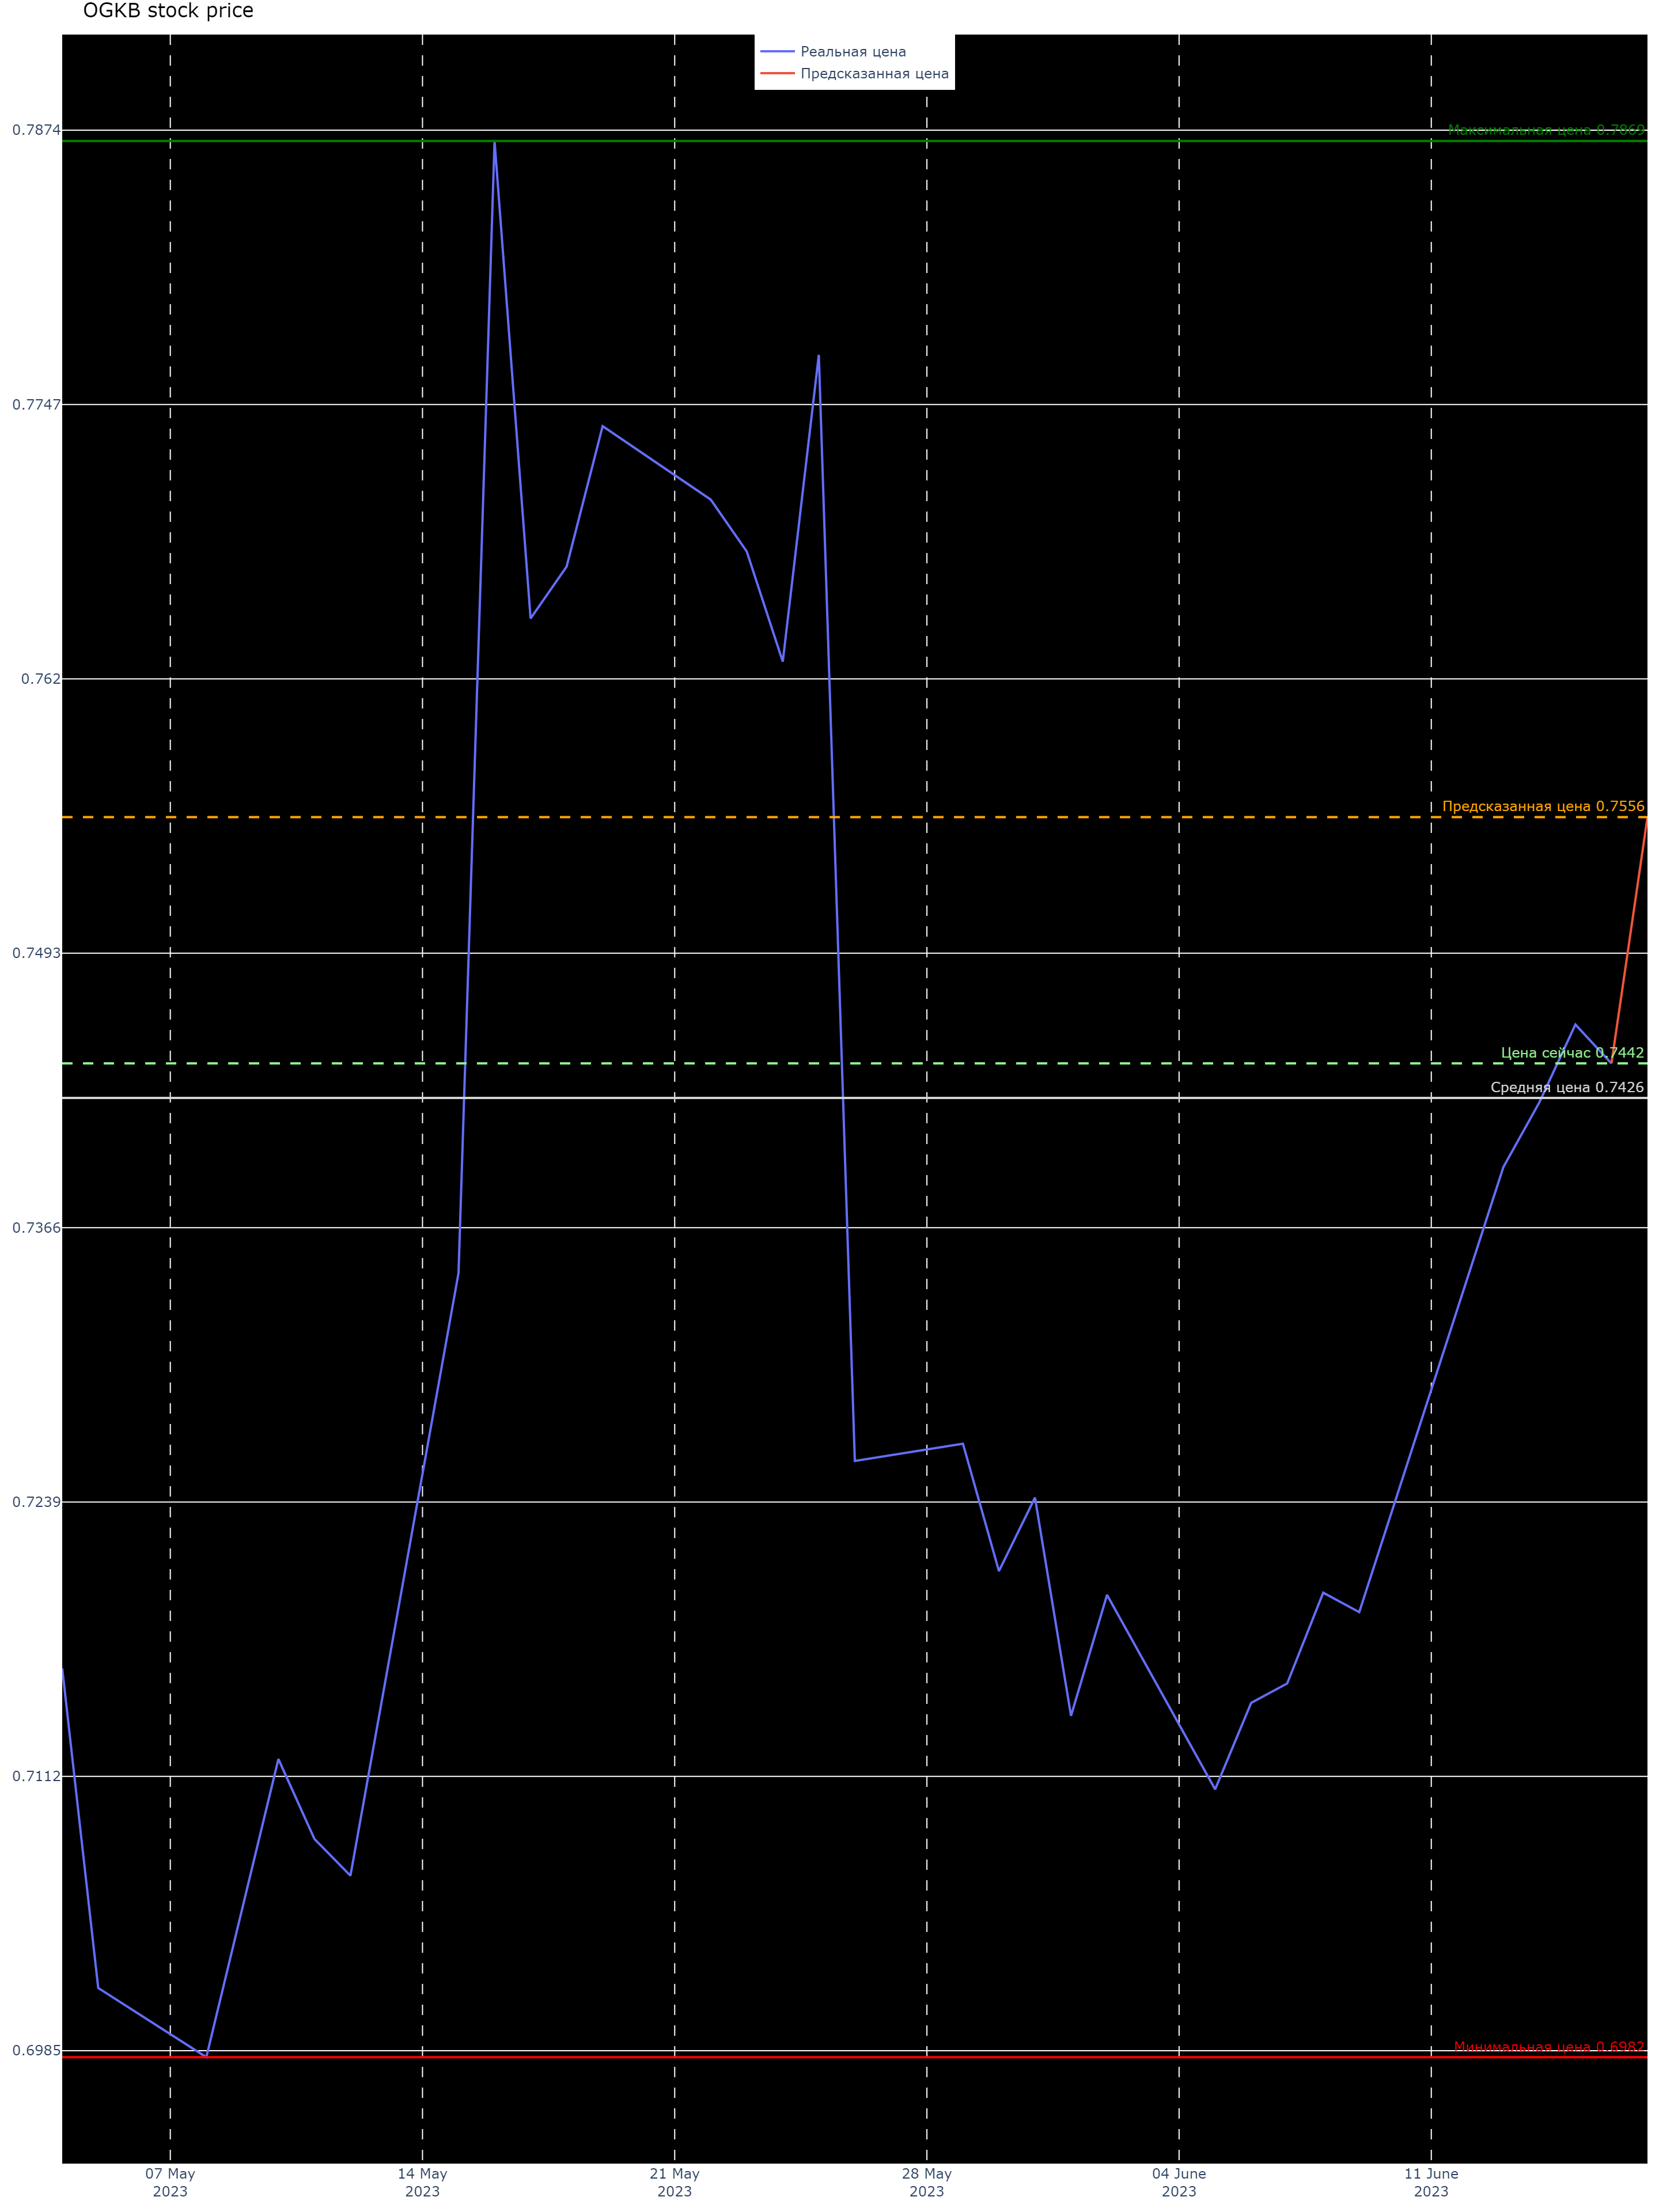 OGKB stock price
Реальная цена
Предсказанная цена
0.7874
Максимальная цена 0.7869
0.7747
0.762
Предсказанная цена 0.7556
0.7493
Цена сейчас 0.7442
Средняя цена 0.7426
0.7366
0.7239
0.7112
0.6985
Минимальная цена 0.6982
07 May
2023
14 May
2023
21 May
2023
28 May
2023
04 June
2023
11 June
2023